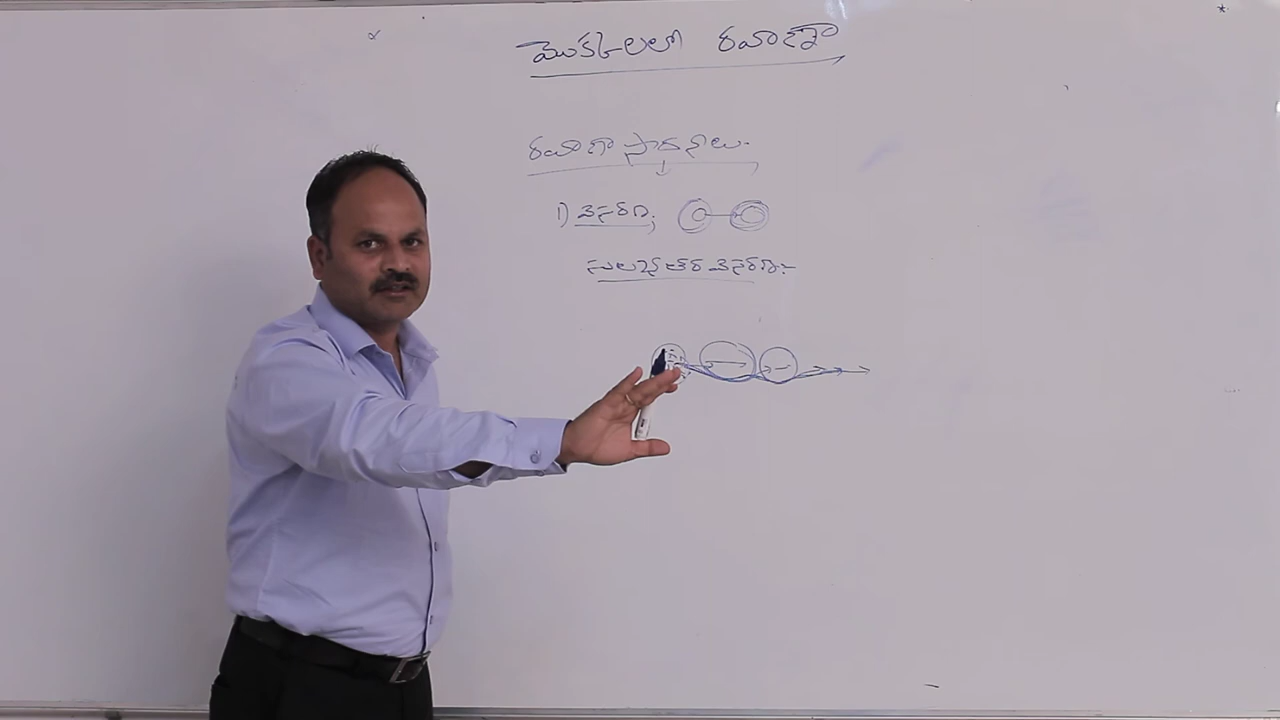 మొక్కలలో రవాణా
రవాణా సాధనాలు.
1) విసరణ;
సులభతర విసరణ:-